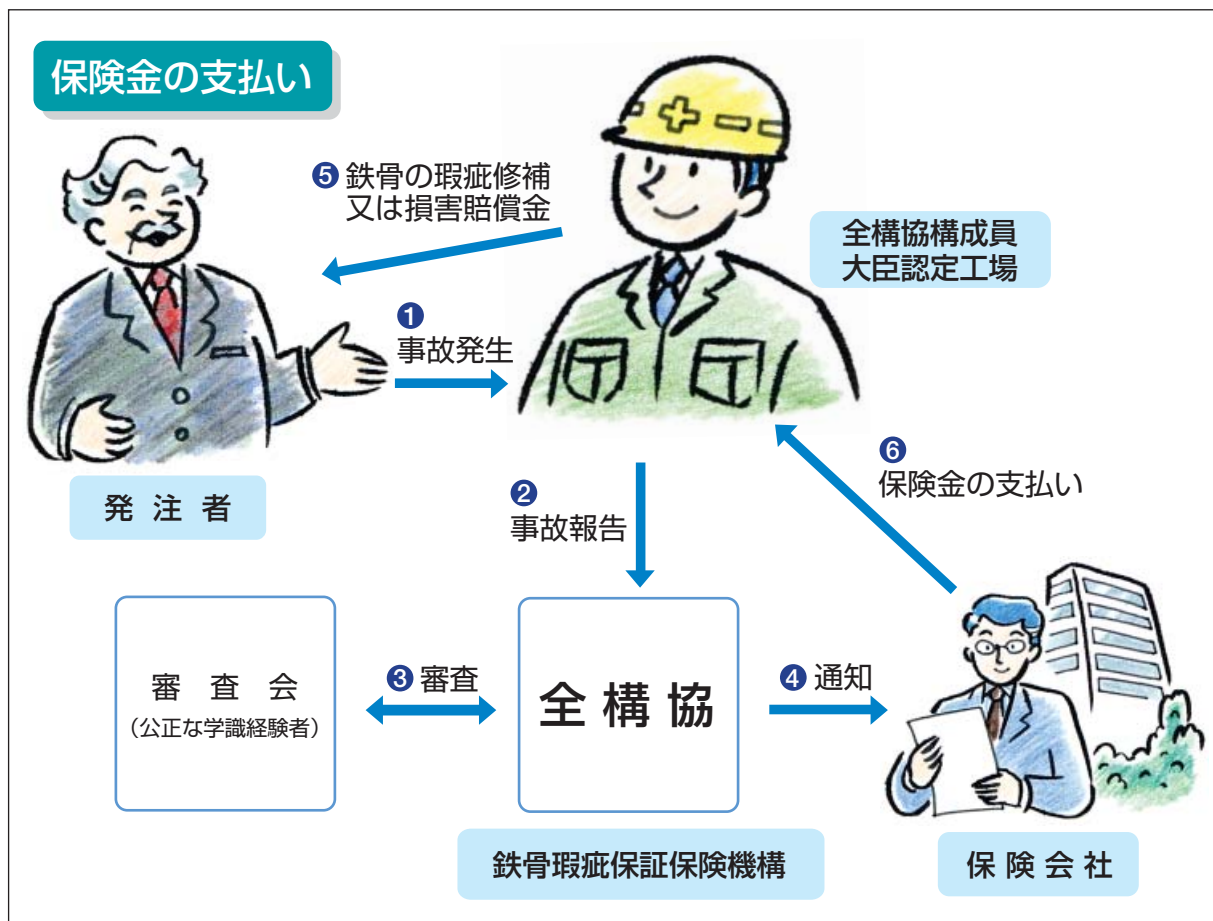 保険金の支払い
❺ 鉄骨の瑕疵修補
又は損害賠償金
全構協構成員
大臣認定工場
❶
事故発生
発注者
❷
事故報告
❻
保険金の支払い
審査会
(公正な学識経験者)
❸ 審査
全構協
❹ 通知
鉄骨瑕疵保証保険機構
保険会社